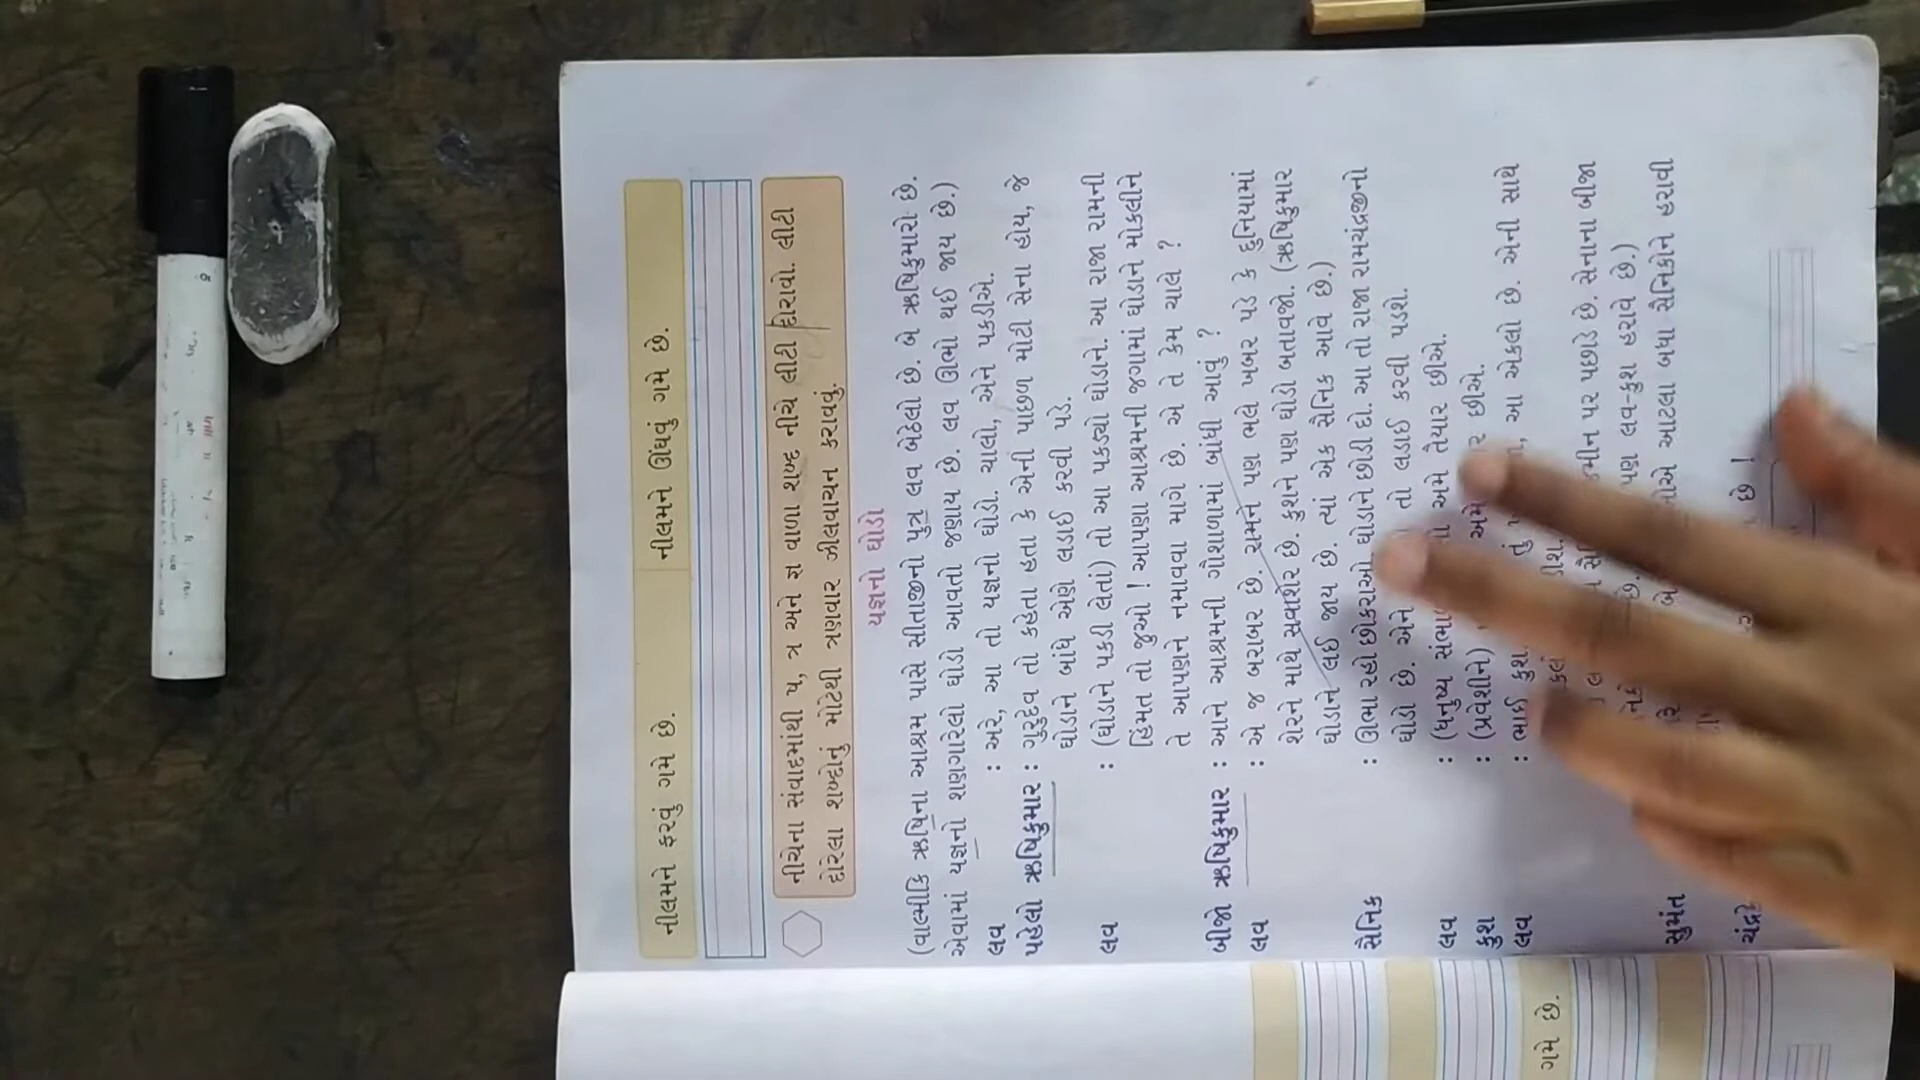 નીલમને ફરવું ગમે છે. નીલમને ઊંઘવું ગમે છે.
નીચેના સંવાદમાંથી ષ, ત્ર અને જ્ઞ વાળા શબ્દ નીચે લીટી દોરાવો. લીટી
દોરેલા શબ્દોનું મોટેથી ત્રણવાર ઝીલવાચન કરાવવું.
યજ્ઞનો ઘોડો
(વાલ્મીકિ ઋષિના આશ્રમ પાસે સીતાજીનો પુત્ર લવ બેઠેલો છે. બે ઋષિકુમારો છે.
એવામાં યજ્ઞનો શણગારેલો ઘોડો આવતો જણાય છે. લવ ઊભો થઈ જાય છે.)
લવ : અરે, આ તો યજ્ઞનો ઘોડો. ચાલો, એને પકડીએ.
પહેલો ઋષિકુમાર : ગુરુદેવ તો કહેતા હતા કે એની પાછળ મોટી સેના હોય, જે
ઘોડાને બાંધે એણે લડાઈ કરવી પડે.
લવ : (ઘોડાને પકડી લેતાં) તો આ પકડ્યો ઘોડાને. આ રાજા રામની
હિંમત તો જુઓ ! આપણા આશ્રમની જગામાં ઘોડાને મોકલીને
તે આપણને નમાવવા માગે છે. એ તે કેમ ચાલે ?
બીજો ઋષિકુમાર : આને આશ્રમની ગૌશાળામાં બાંધી આવું ?
લવ : એ જ બરાબર છે. રામને પણ ભલે ખબર પડે કે દુનિયામાં
શેરને માથે સવાશેર છે. કુશને પણ ઘોડો બતાવજો. (ઋષિકુમાર
ઘોડાને લઈ જાય છે. ત્યાં એક સૈનિક આવે છે.)
સૈનિક : ઊભા રહો છોકરાઓ, ઘોડાને છોડી દો. આ તો રાજા રામચંદ્રજીનો
ઘોડો છે. એને તો લડાઈ કરવી પડશે.
લવ : (ધનુષ્ય અમે તૈયાર છીએ.
કુશ : (પ્રવેશીને) છીએ.
લવ : ભાઈ કુશ. તું આ એકલો છે. એની સાથે
જમીન પર પછાડે છે. સેનાના બીજા
પણ લવ-કુશ હરાવે છે.)
સુમંત આટલા બધા સૈનિકોને હરાવી
છે !
ગમે છે.